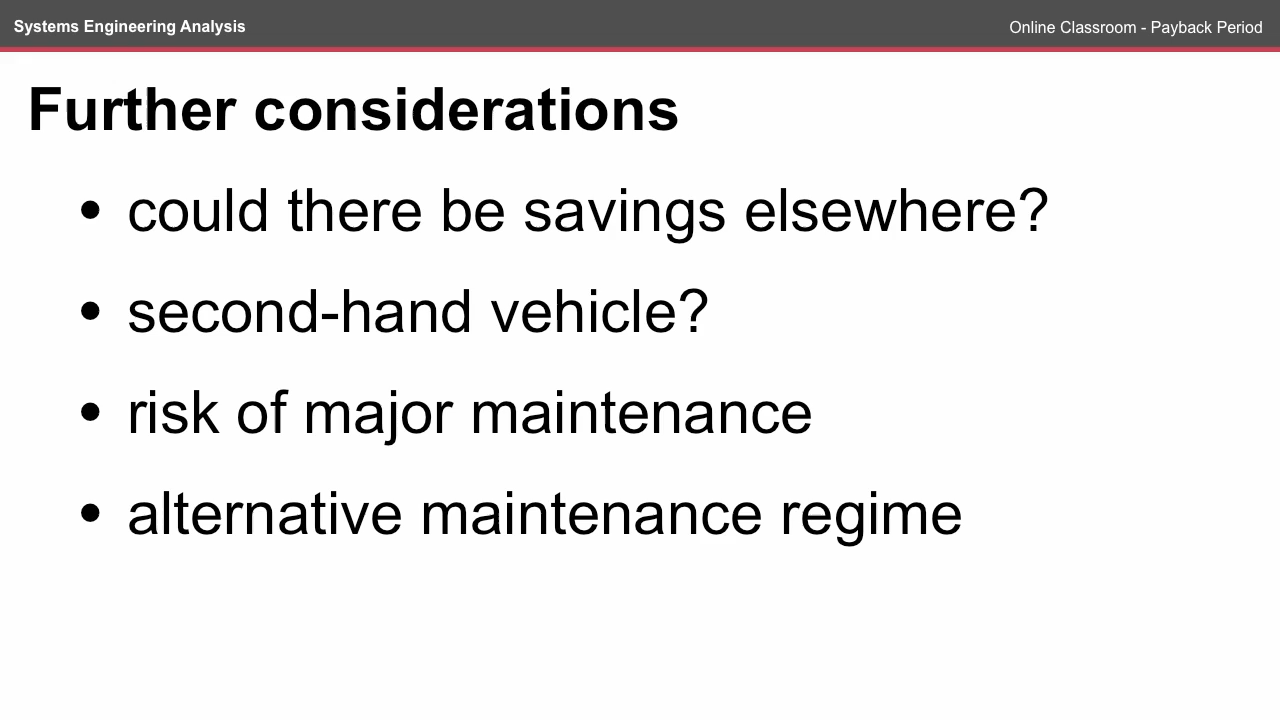 Systems Engineering Analysis
Online Classroom - Payback Period
Further considerations
• could there be savings elsewhere?
• second-hand vehicle?
• risk of major maintenance
• alternative maintenance regime